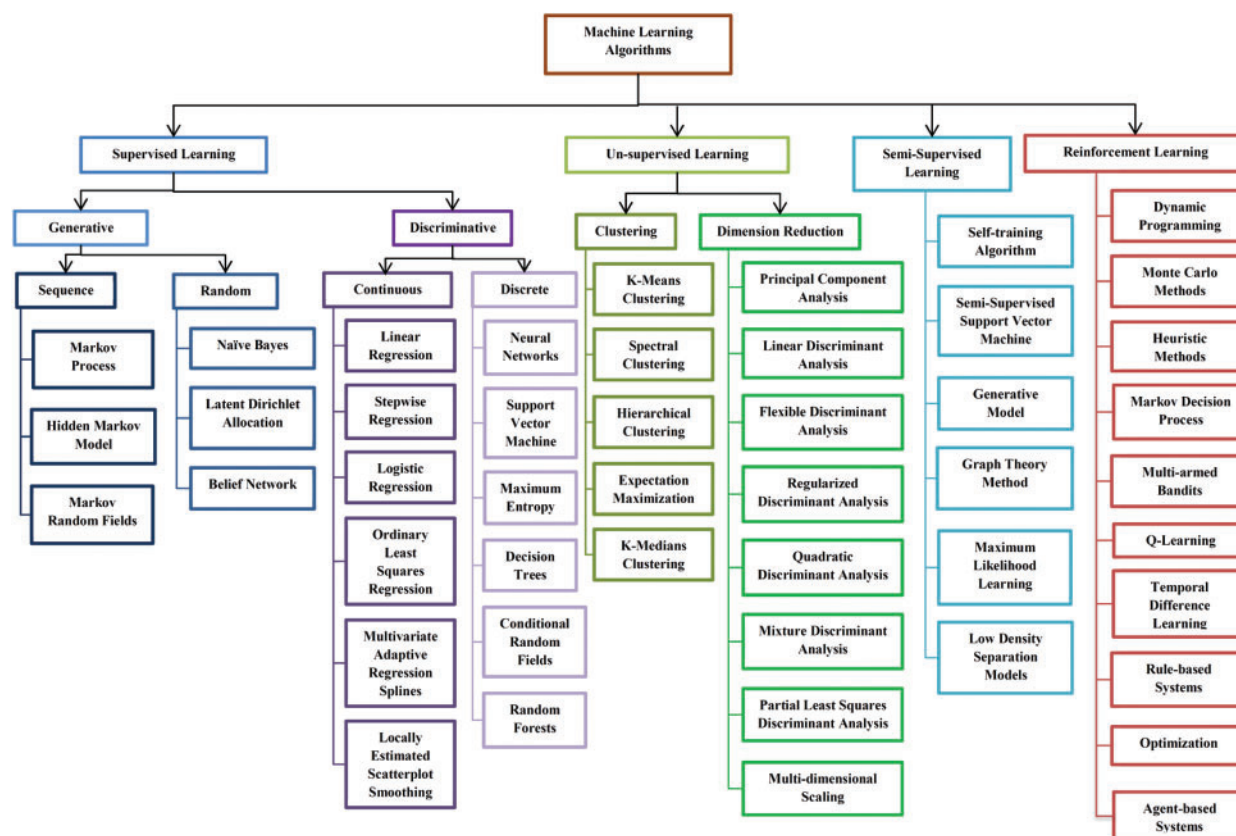 Machine Learning
Algorithms
Supervised Learning
Un-supervised Learning
Semi-Supervised
Learning
Reinforcement Learning
Generative
Discriminative
Clustering
Dimension Reduction
Sequence
Random
Continuous
Discrete
Markov
Process
Hidden Markov
Model
Markov
Random Fields
Naïve Bayes
Latent Dirichlet
Allocation
Belief Network
Linear
Regression
Stepwise
Regression
Logistic
Regression
Ordinary
Least
Squares
Regression
Multivariate
Adaptive
Regression
Splines
Locally
Estimated
Scatterplot
Smoothing
Neural
Networks
Support
Vector
Machine
Maximum
Entropy
Decision
Trees
Conditional
Random
Fields
Random
Forests
K-Means
Clustering
Spectral
Clustering
Hierarchical
Clustering
Expectation
Maximization
K-Medians
Clustering
Principal Component
Analysis
Linear Discriminant
Analysis
Flexible Discriminant
Analysis
Regularized
Discriminant Analysis
Quadratic
Discriminant Analysis
Mixture Discriminant
Analysis
Partial Least Squares
Discriminant Analysis
Multi-dimensional
Scaling
Self-training
Algorithm
Semi-Supervised
Support Vector
Machine
Generative
Model
Graph Theory
Method
Maximum
Likelihood
Learning
Low Density
Separation
Models
Dynamic
Programming
Monte Carlo
Methods
Heuristic
Methods
Markov Decision
Process
Multi-armed
Bandits
Q-Learning
Temporal
Difference
Learning
Rule-based
Systems
Optimization
Agent-based
Systems